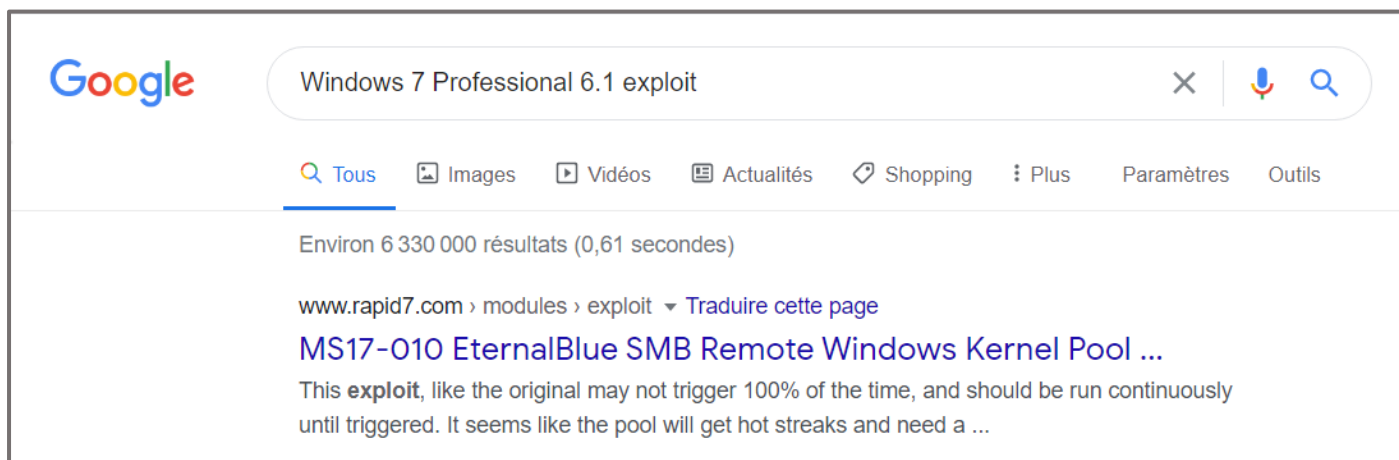 Google
Windows 7 Professional 6.1 exploit
Tous Images Vidéos Actualités Shopping Plus Paramètres Outils
Environ 6 330 000 résultats (0,61 secondes)
www.rapid7.com › modules › exploit Traduire cette page
MS17-010 EternalBlue SMB Remote Windows Kernel Pool ...
This exploit, like the original may not trigger 100% of the time, and should be run continuously
until triggered. It seems like the pool will get hot streaks and need a ...